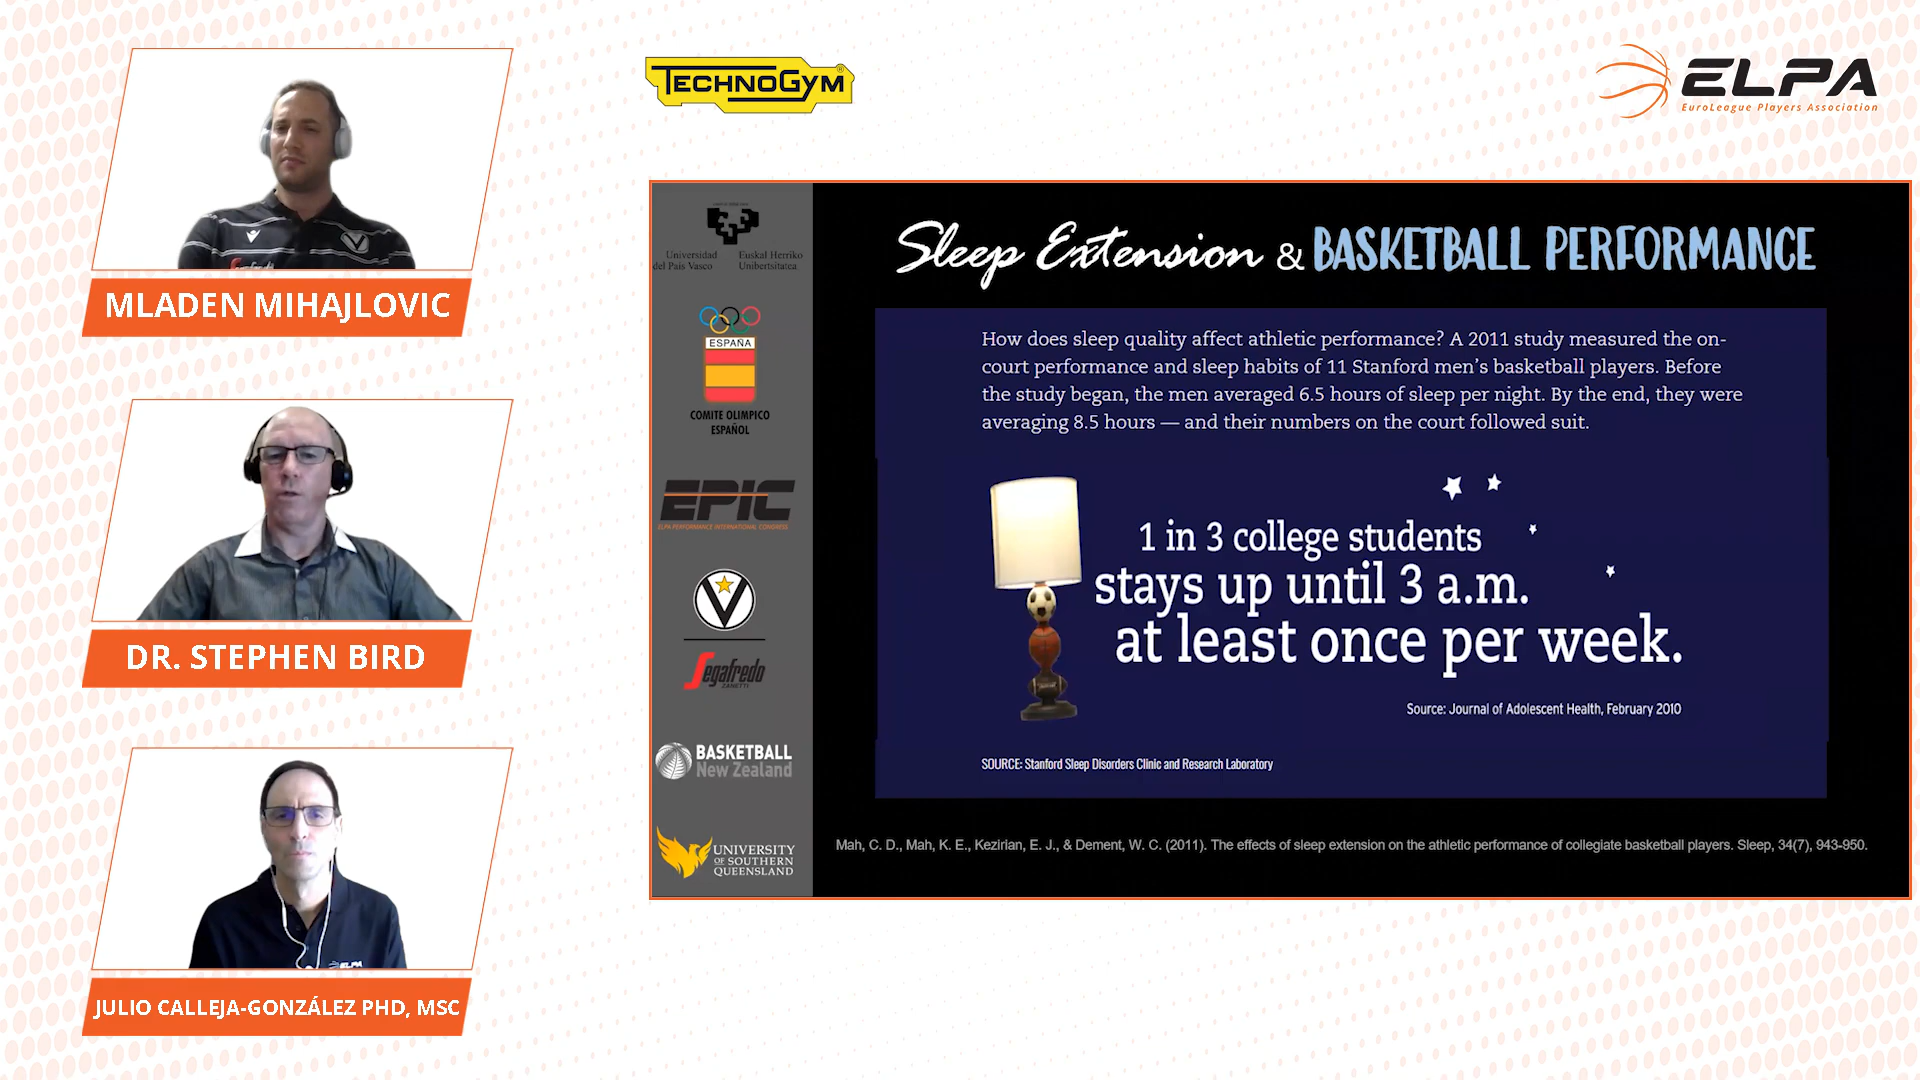 MLADEN MIHAJLOVIC
DR. STEPHEN BIRD
JULIO CALLEJA-GONZÁLEZ PHD, MSC
TECHNOGYM®
ELPA
EuroLeague Players Association
Universidad del País Vasco
Euskal Herriko Unibertsitatea
ESPAÑA
COMITE OLIMPICO
ESPAÑOL
EPIC
ELPA PERFORMANCE INTERNATIONAL CONGRESS
V
Segafredo
ZANETTI
BASKETBALL
New Zealand
UNIVERSITY
OF SOUTHERN
QUEENSLAND
Sleep Extension & BASKETBALL PERFORMANCE
How does sleep quality affect athletic performance? A 2011 study measured the on-
court performance and sleep habits of 11 Stanford men's basketball players. Before
the study began, the men averaged 6.5 hours of sleep per night. By the end, they were
averaging 8.5 hours — and their numbers on the court followed suit.
1 in 3 college students
stays up until 3 a.m.
at least once per week.
Source: Journal of Adolescent Health, February 2010
SOURCE: Stanford Sleep Disorders Clinic and Research Laboratory
Mah, C. D., Mah, K. E., Kezirian, E. J., & Dement, W. C. (2011). The effects of sleep extension on the athletic performance of collegiate basketball players. Sleep, 34(7), 943-950.